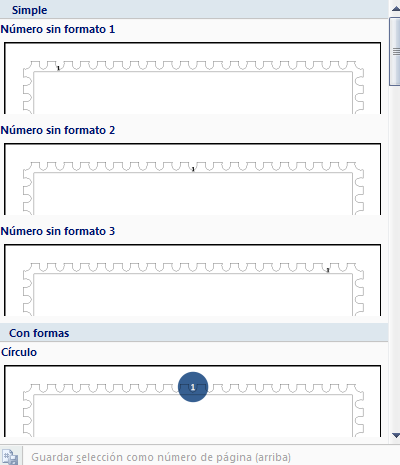 Simple
Número sin formato 1
1
Número sin formato 2
1
Número sin formato 3
1
Con formas
Círculo
1
Guardar selección como número de página (arriba)